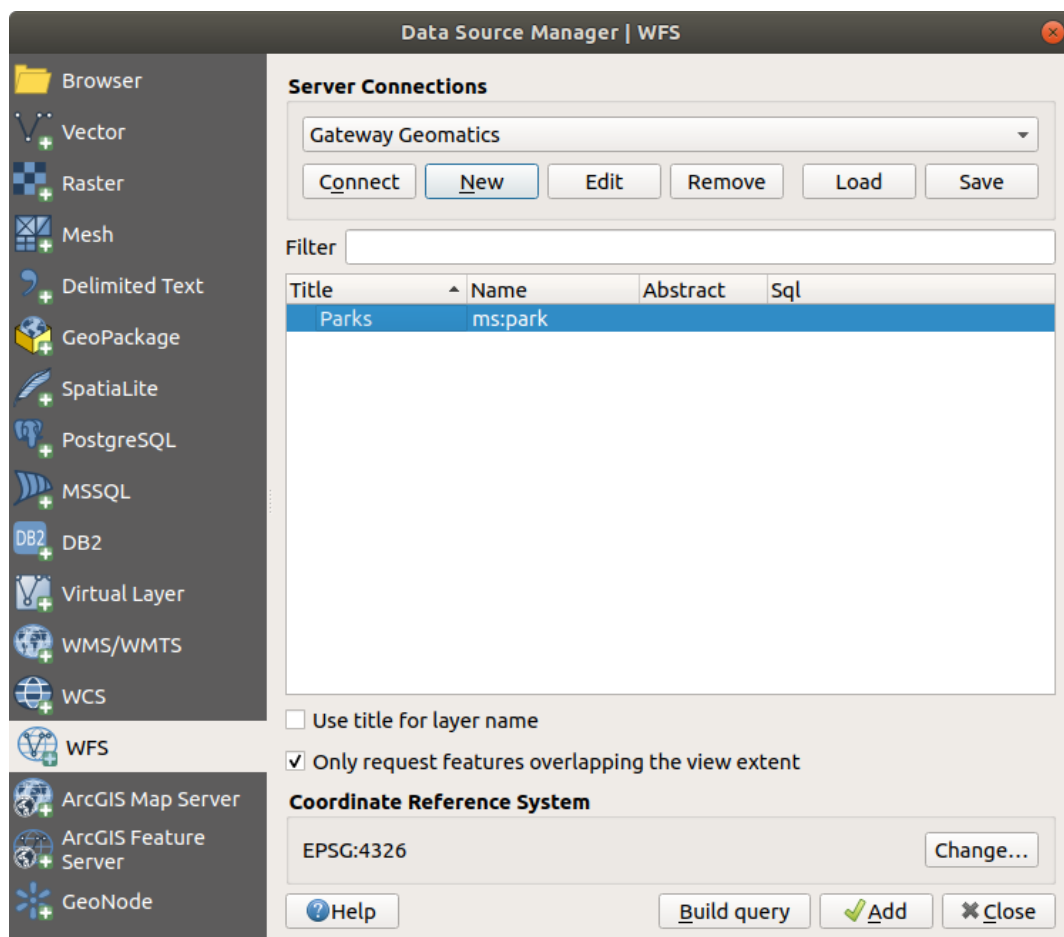 Data Source Manager | WFS
Browser
Vector
Raster
Mesh
Delimited Text
GeoPackage
SpatiaLite
PostgreSQL
MSSQL
DB2
DB2
Virtual Layer
WMS/WMTS
WCS
WFS
ArcGIS Map Server
ArcGIS Feature
Server
GeoNode
Server Connections
Gateway Geomatics
Connect New Edit Remove Load Save
Filter
Title Name Abstract Sql
Parks ms:park
Use title for layer name
Only request features overlapping the view extent
Coordinate Reference System
EPSG:4326 Change...
?Help Build query Add Close